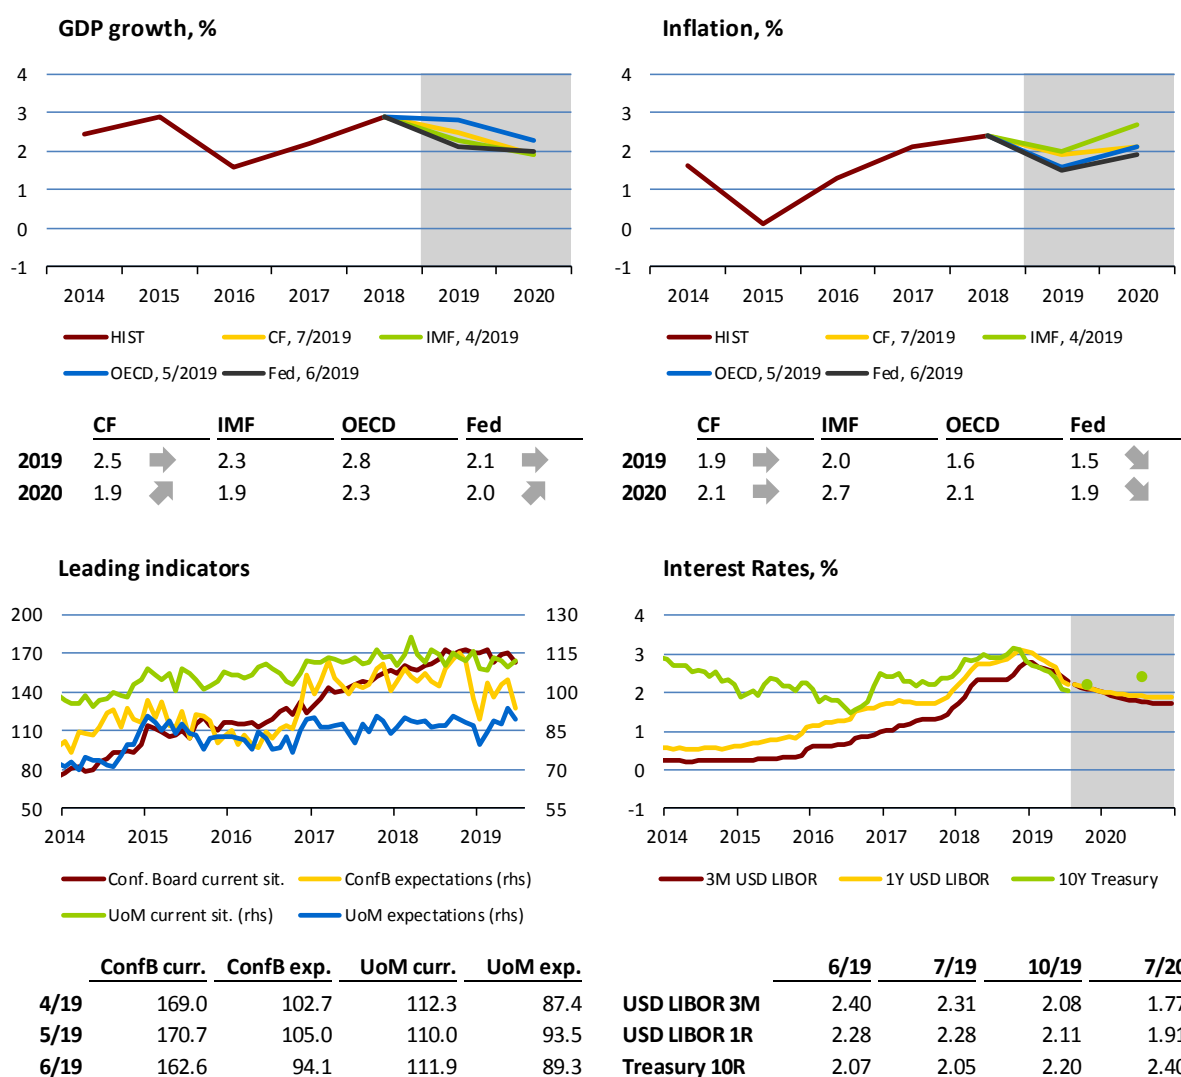 GDP growth, %
4
3
2
1
0
-1
2014 2015 2016 2017 2018 2019 2020
HIST CF, 7/2019 IMF, 4/2019
OECD, 5/2019 Fed, 6/2019
CF IMF OECD Fed
2019 2.5 2.3 2.8 2.1
2020 1.9 1.9 2.3 2.0
Inflation, %
4
3
2
1
0
-1
2014 2015 2016 2017 2018 2019 2020
HIST CF, 7/2019 IMF, 4/2019
OECD, 5/2019 Fed, 6/2019
CF IMF OECD Fed
2019 1.9 2.0 1.6 1.5
2020 2.1 2.7 2.1 1.9
Leading indicators
200 130
170 115
140 100
110 85
80 70
50 55
2014 2015 2016 2017 2018 2019
Conf. Board current sit. ConfB expectations (rhs)
UoM current sit. (rhs) UoM expectations (rhs)
ConfB curr. ConfB exp. UoM curr. UoM exp.
4/19 169.0 102.7 112.3 87.4
5/19 170.7 105.0 110.0 93.5
6/19 162.6 94.1 111.9 89.3
Interest Rates, %
4
3
2
1
0
-1
2014 2015 2016 2017 2018 2019 2020
3M USD LIBOR 1Y USD LIBOR 10Y Treasury
6/19 7/19 10/19 7/20
USD LIBOR 3M 2.40 2.31 2.08 1.77
USD LIBOR 1R 2.28 2.28 2.11 1.91
Treasury 10R 2.07 2.05 2.20 2.40